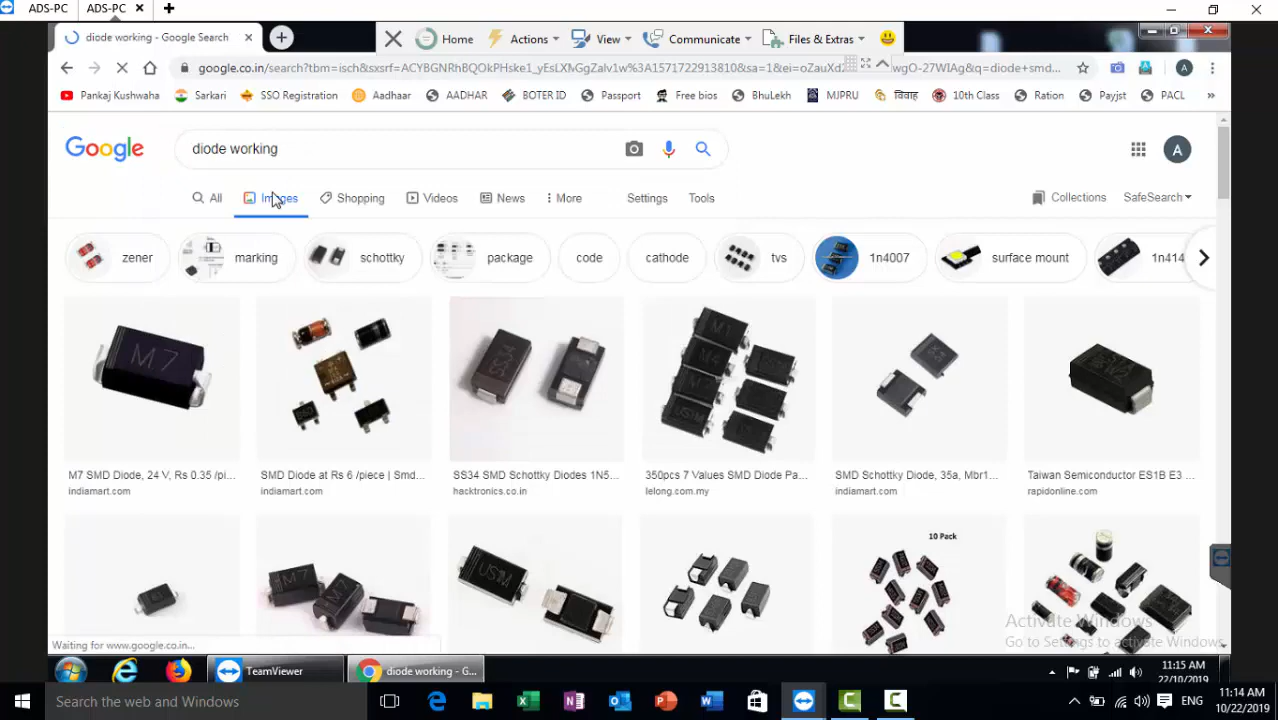 ADS-PC ADS-PC
diode working - Google Search Home Actions View Communicate Files & Extras
google.co.in/search?tbm=isch&sxsrf= wgO-27WIAg&q=diode+smd...
Pankaj Kushwaha Sarkari SSO Registration Aadhaar AADHAR BOTER ID Passport Free bios BhuLekh MJPRU विवाह 10th Class Ration Payjst PACL
Google diode working A
All Images Shopping Videos News More Settings Tools Collections SafeSearch
zener marking schottky package code cathode tvs 1n4007 surface mount 1n414
M7
M7 SMD Diode, 24 V, Rs 0.35 /pi... SMD Diode at Rs 6 /piece | Smd... SS34 SMD Schottky Diodes 1N5... 350pcs 7 Values SMD Diode Pa... SMD Schottky Diode, 35a, Mbr1... Taiwan Semiconductor ES1B E3 ...
indiamart.com indiamart.com hacktronics.co.in lelong.com.my indiamart.com rapidonline.com
10 Pack
M7 M7 US1M
Activate Windows
Go to Settings to activate Windows.
Waiting for www.google.co.in...
TeamViewer diode working - G... 11:15 AM
22/10/2019
Search the web and Windows ENG 11:14 AM
10/22/2019